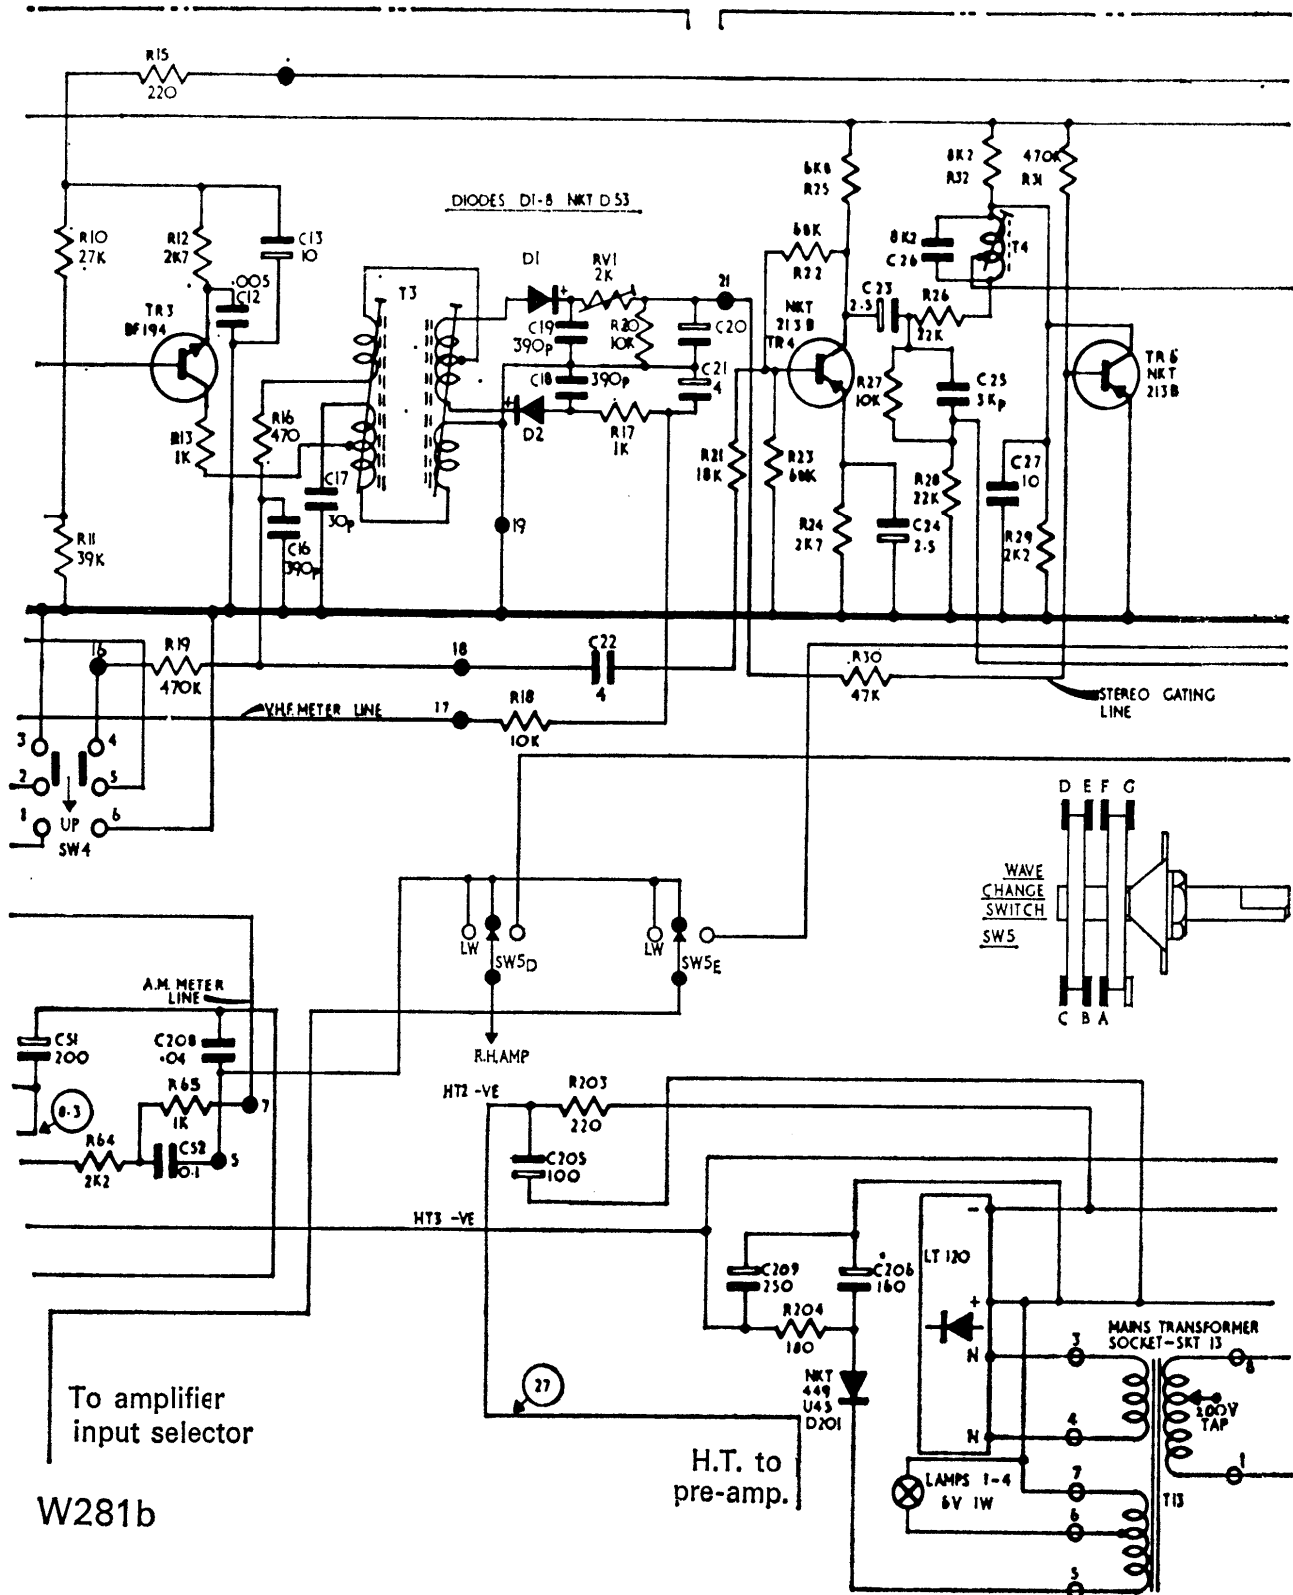 R15
220
DIODES D1-8 NKT D53
R10
27K
R12
2K7
C13
10
.005
C12
TR3
BF194
R13
1K
R16
470
C17
30p
C16
390p
R11
39K
T3
D1
RV1
2K
21
C19
390p
R20
10K
C20
C18
390p
C21
4
D2
R17
1K
19
6K8
R25
68K
R22
NKT
213B
TR4
C23
2.5
R26
22K
8K2
R32
470K
R31
8K2
C26
T4
R27
10K
C25
3Kp
TR6
NKT
213B
R21
18K
R23
68K
R24
2K7
C24
2.5
R28
22K
C27
10
R29
2K2
16
R19
470K
18
C22
4
R30
47K
STEREO GATING
LINE
V.H.F. METER LINE
17
R18
10K
3
4
2
5
1
6
UP
SW4
D E F G
WAVE
CHANGE
SWITCH
SW5
C B A
LW
SW5D
LW
SW5E
R.H.AMP
A.M. METER
LINE
C51
200
C208
.04
R65
1K
7
8-3
R64
2K2
C52
0.1
5
HT2 -VE
R203
220
C205
100
HT3 -VE
C209
250
C206
160
LT 120
-
+
R204
180
N
N
NKT
449
U45
D201
MAINS TRANSFORMER
SOCKET-SKT 13
3
8
4
200V
TAP
7
1
6
T13
5
LAMPS 1-4
6V 1W
27
To amplifier
input selector
H.T. to
pre-amp.
W281b